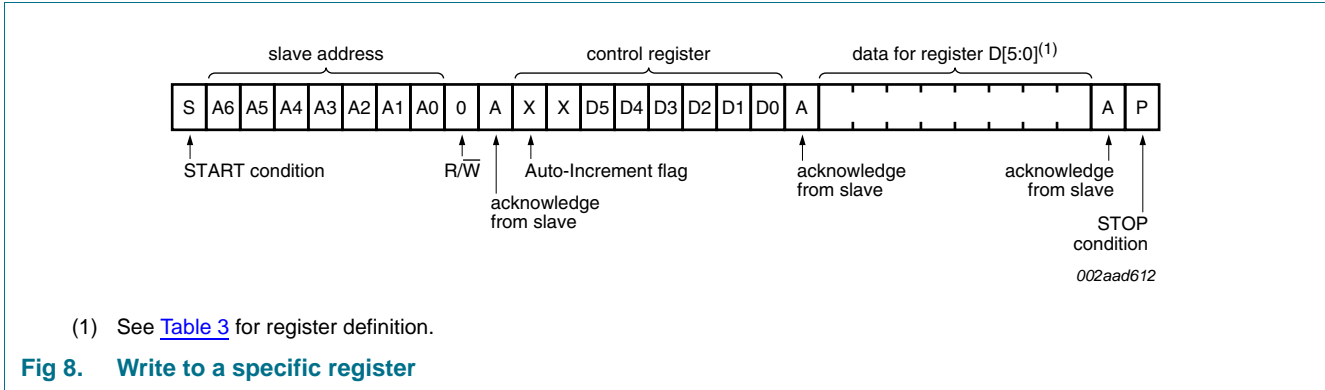 slave address control register data for register D[5:0](1)
S A6 A5 A4 A3 A2 A1 A0 0 A X X D5 D4 D3 D2 D1 D0 A A P
START condition R/W̅ Auto-Increment flag acknowledge acknowledge
from slave from slave
acknowledge
from slave
STOP
condition
002aad612
(1) See Table 3 for register definition.
Fig 8. Write to a specific register